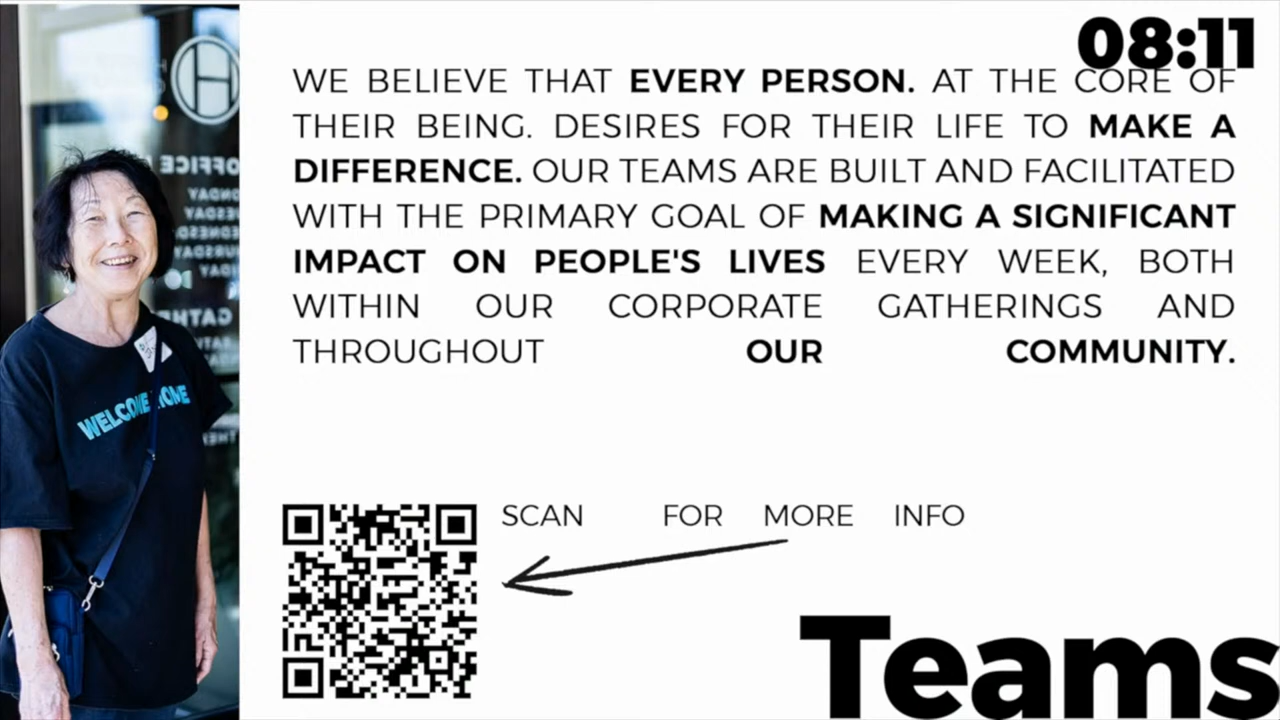 08:11
WE BELIEVE THAT EVERY PERSON. AT THE CORE OF
THEIR BEING. DESIRES FOR THEIR LIFE TO MAKE A
DIFFERENCE. OUR TEAMS ARE BUILT AND FACILITATED
WITH THE PRIMARY GOAL OF MAKING A SIGNIFICANT
IMPACT ON PEOPLE'S LIVES EVERY WEEK, BOTH
WITHIN OUR CORPORATE GATHERINGS AND
THROUGHOUT OUR COMMUNITY.
WELCOME HOME
SCAN FOR MORE INFO
Teams